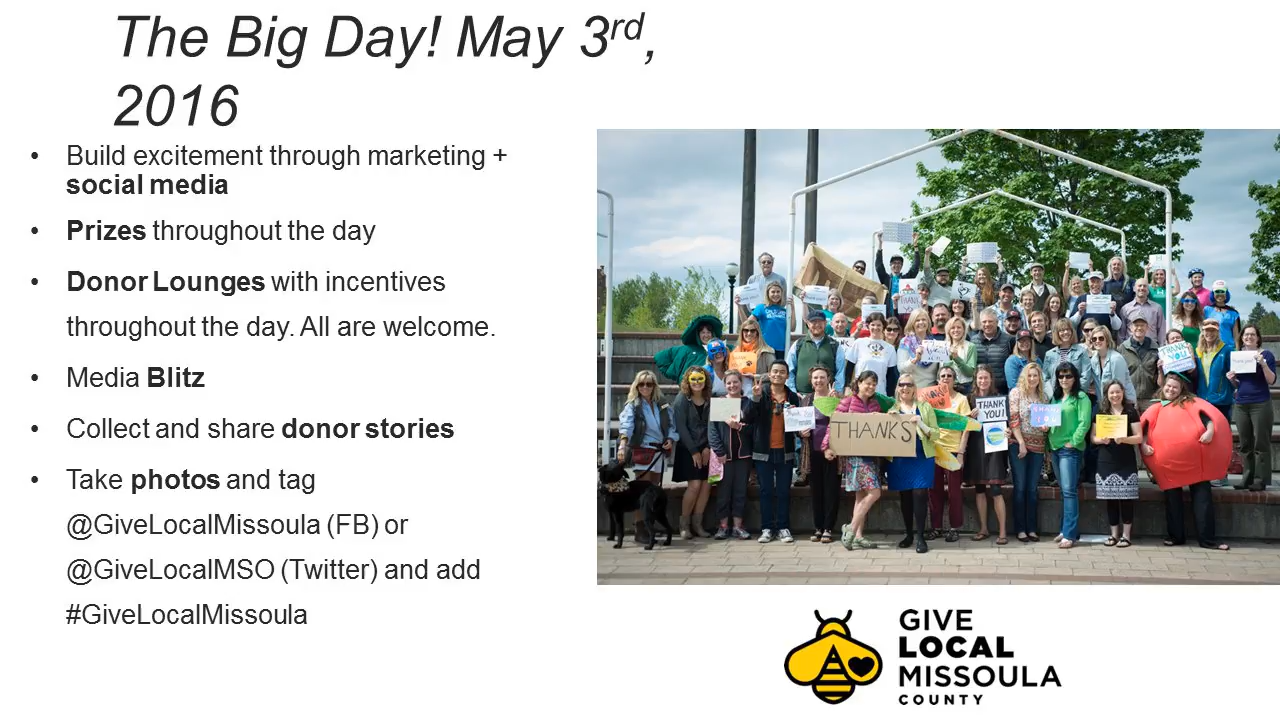 The Big Day! May 3rd,
2016
• Build excitement through marketing +
social media
• Prizes throughout the day
• Donor Lounges with incentives
throughout the day. All are welcome.
• Media Blitz
• Collect and share donor stories
• Take photos and tag
@GiveLocalMissoula (FB) or
@GiveLocalMSO (Twitter) and add
#GiveLocalMissoula
THANKS
THANK
YOU!
GIVE
LOCAL
MISSOULA
COUNTY